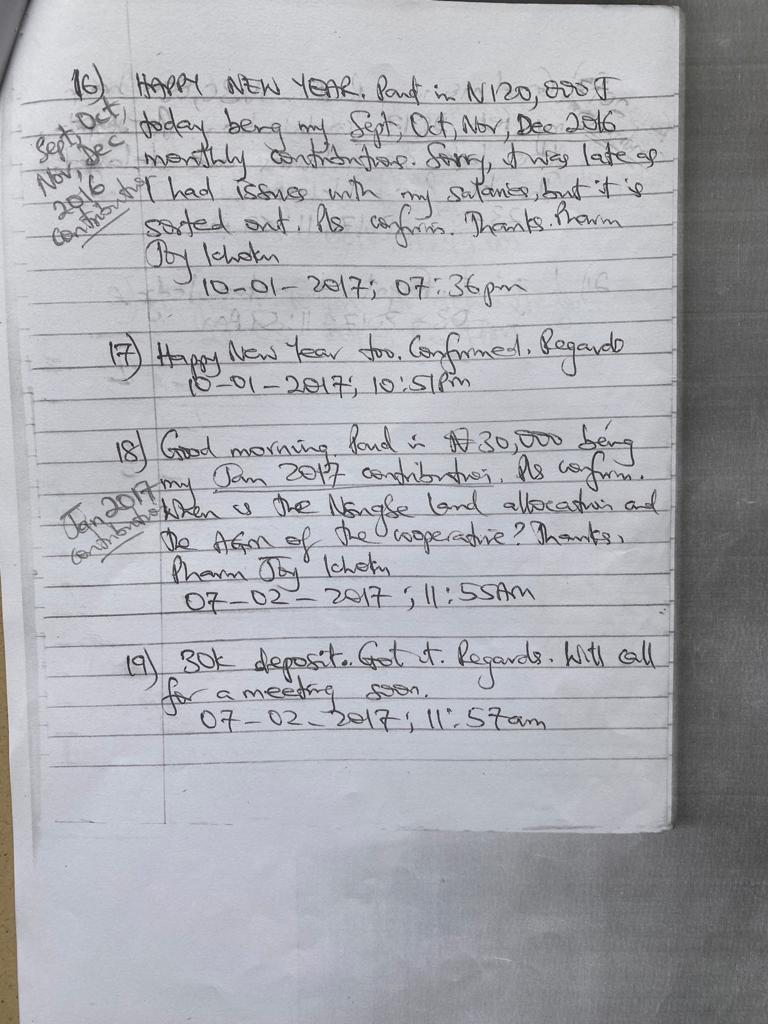 16) HAPPY NEW YEAR. Paid in N120,000
today being my Sept, Oct, Nov, Dec 2016
monthly contributions. Sorry, it was late as
I had issues with my salaries, but it is
sorted out. Pls confirm. Thanks. Pharm
Joy Ichoku
10-01-2017; 07:36pm
Sept, Oct,
Nov, Dec
2016
contribution
17) Happy New Year too. Confirmed. Regards
10-01-2017; 10:51Pm
18) Good morning. Paid in ₦30,000 being
my Jan 2017 contribution. Pls confirm.
When is the Nongbe land allocation and
the AGM of the cooperative? Thanks.
Pharm Joy Ichoku
07-02-2017; 11:55AM
Jan 2017
contribution
19) 30k deposit. Got it. Regards. Will call
for a meeting soon.
07-02-2017; 11:57am